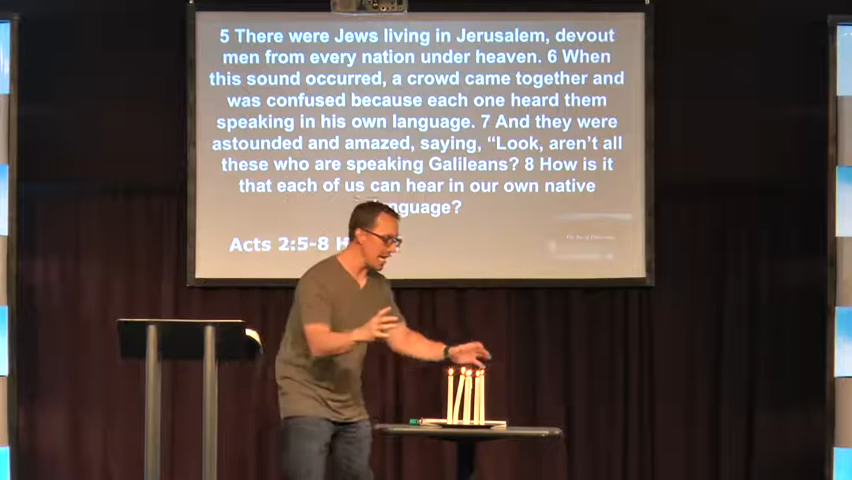 5 There were Jews living in Jerusalem, devout
men from every nation under heaven. 6 When
this sound occurred, a crowd came together and
was confused because each one heard them
speaking in his own language. 7 And they were
astounded and amazed, saying, “Look, aren’t all
these who are speaking Galileans? 8 How is it
that each of us can hear in our own native
nguage?
Acts 2:5-8 H